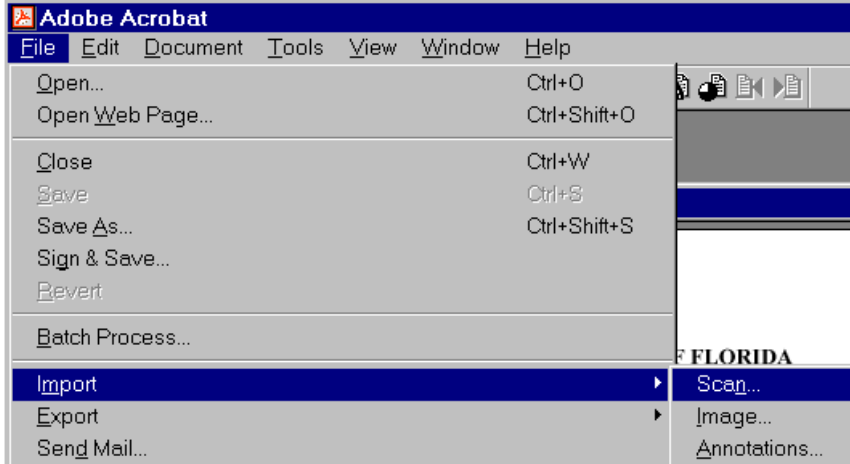 Adobe Acrobat
File Edit Document Tools View Window Help
Open... Ctrl+O
Open Web Page... Ctrl+Shift+O
Close Ctrl+W
Save Ctrl+S
Save As... Ctrl+Shift+S
Sign & Save...
Revert
Batch Process...
FLORIDA
Import Scan...
Export Image...
Send Mail... Annotations...